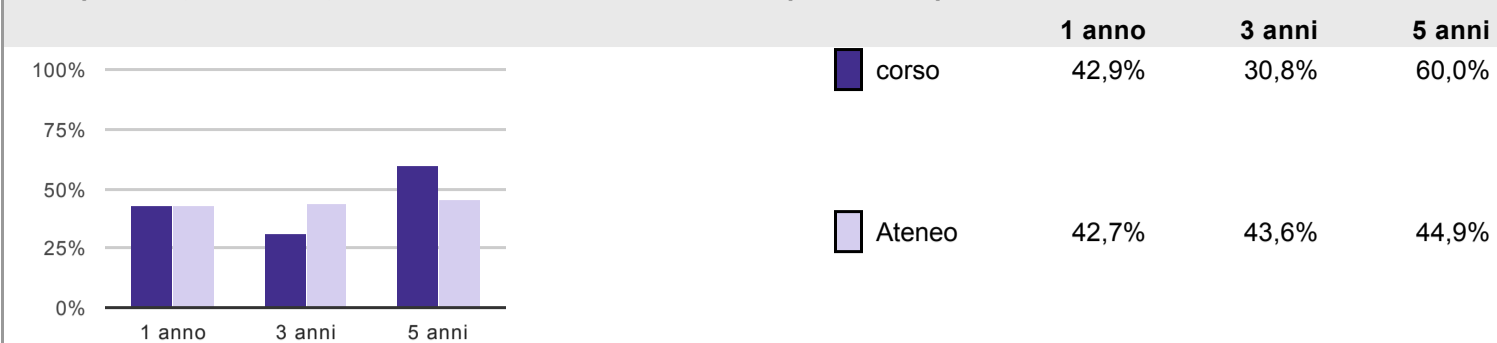 1 anno 3 anni 5 anni
100%
75%
50%
25%
0%
1 anno 3 anni 5 anni
corso 42,9% 30,8% 60,0%
Ateneo 42,7% 43,6% 44,9%